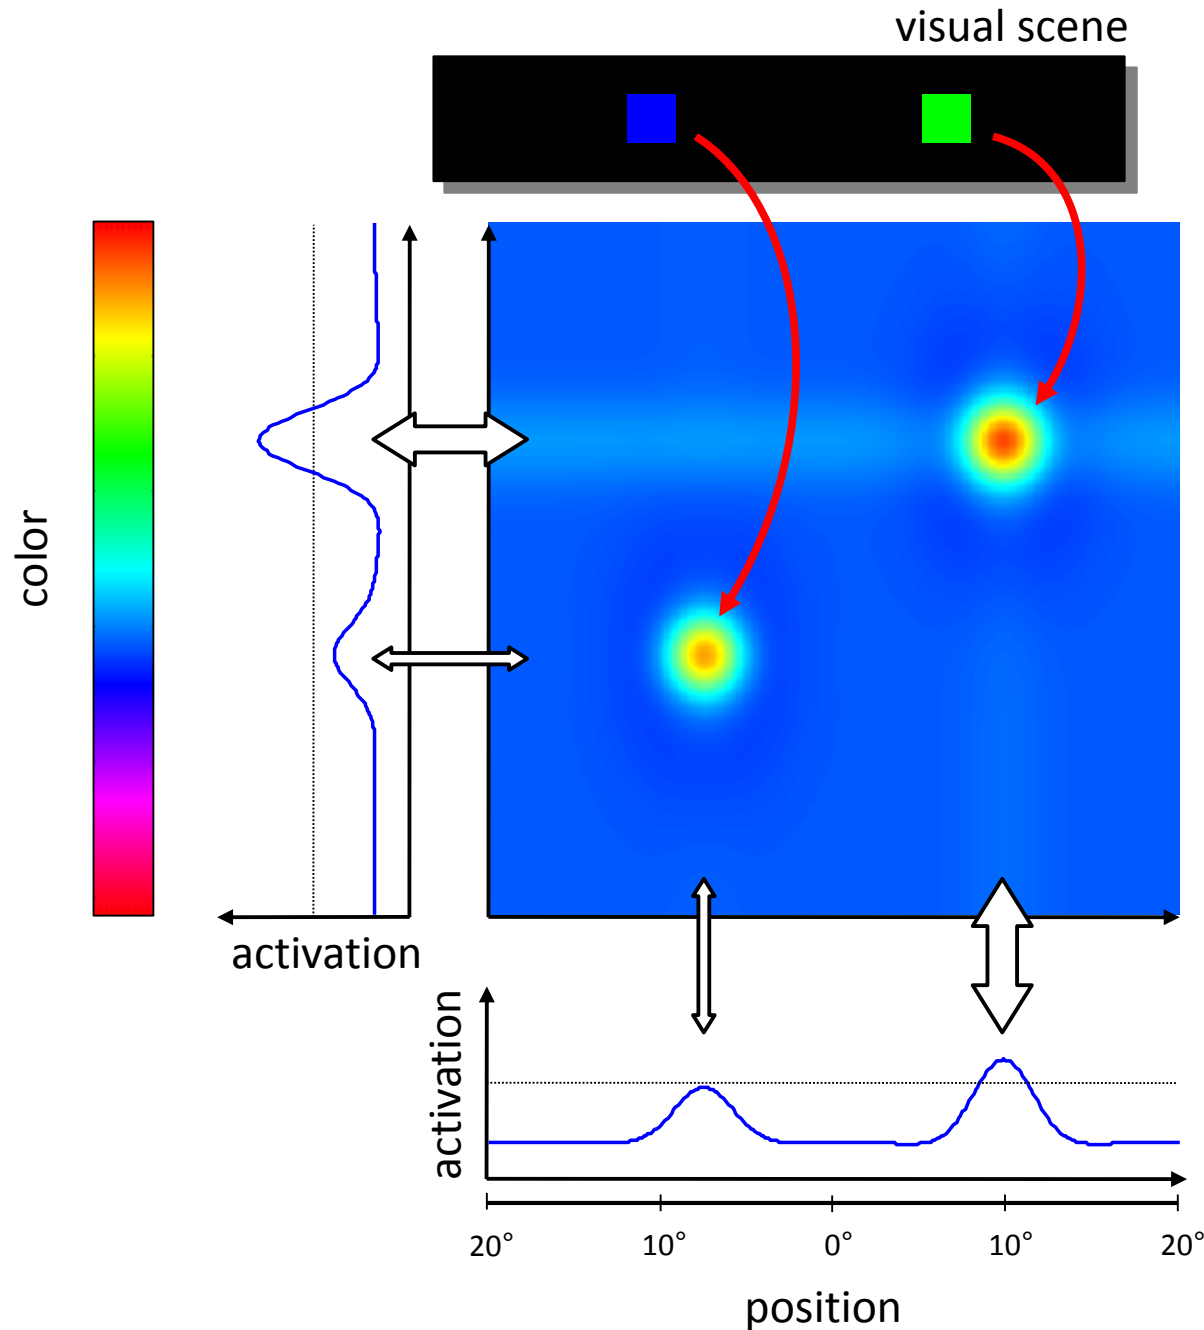 visual scene
color
activation
activation
20° 10° 0° 10° 20°
position